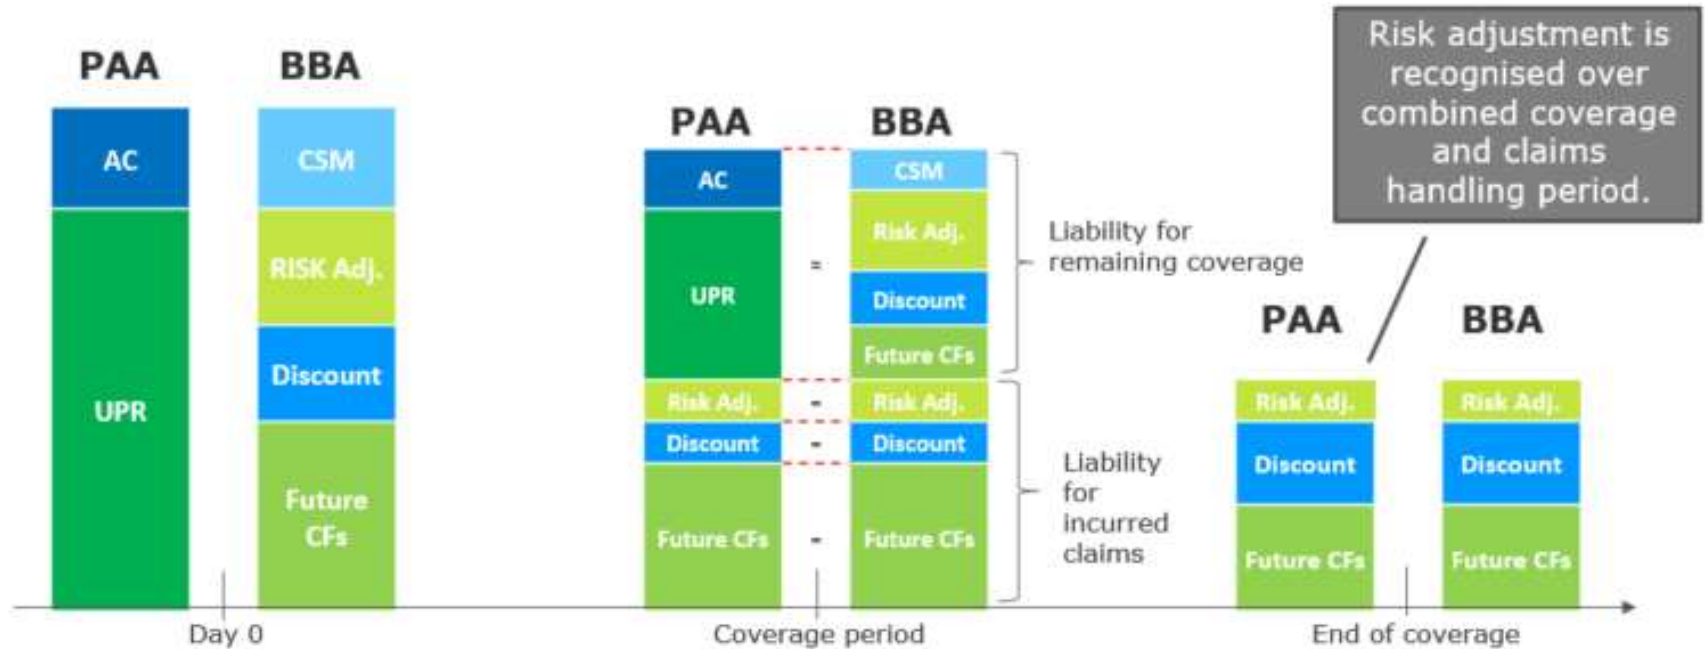 PAA
BBA
AC
UPR
CSM
RISK Adj.
Discount
Future
CFs
Day 0
PAA
BBA
AC
UPR
Risk Adj.
Discount
Future CFs
=
-
-
-
CSM
Risk Adj.
Discount
Future CFs
Risk Adj.
Discount
Future CFs
Liability for
remaining coverage
Liability
for
incurred
claims
Coverage period
Risk adjustment is
recognised over
combined coverage
and claims
handling period.
PAA
BBA
Risk Adj.
Discount
Future CFs
Risk Adj.
Discount
Future CFs
End of coverage